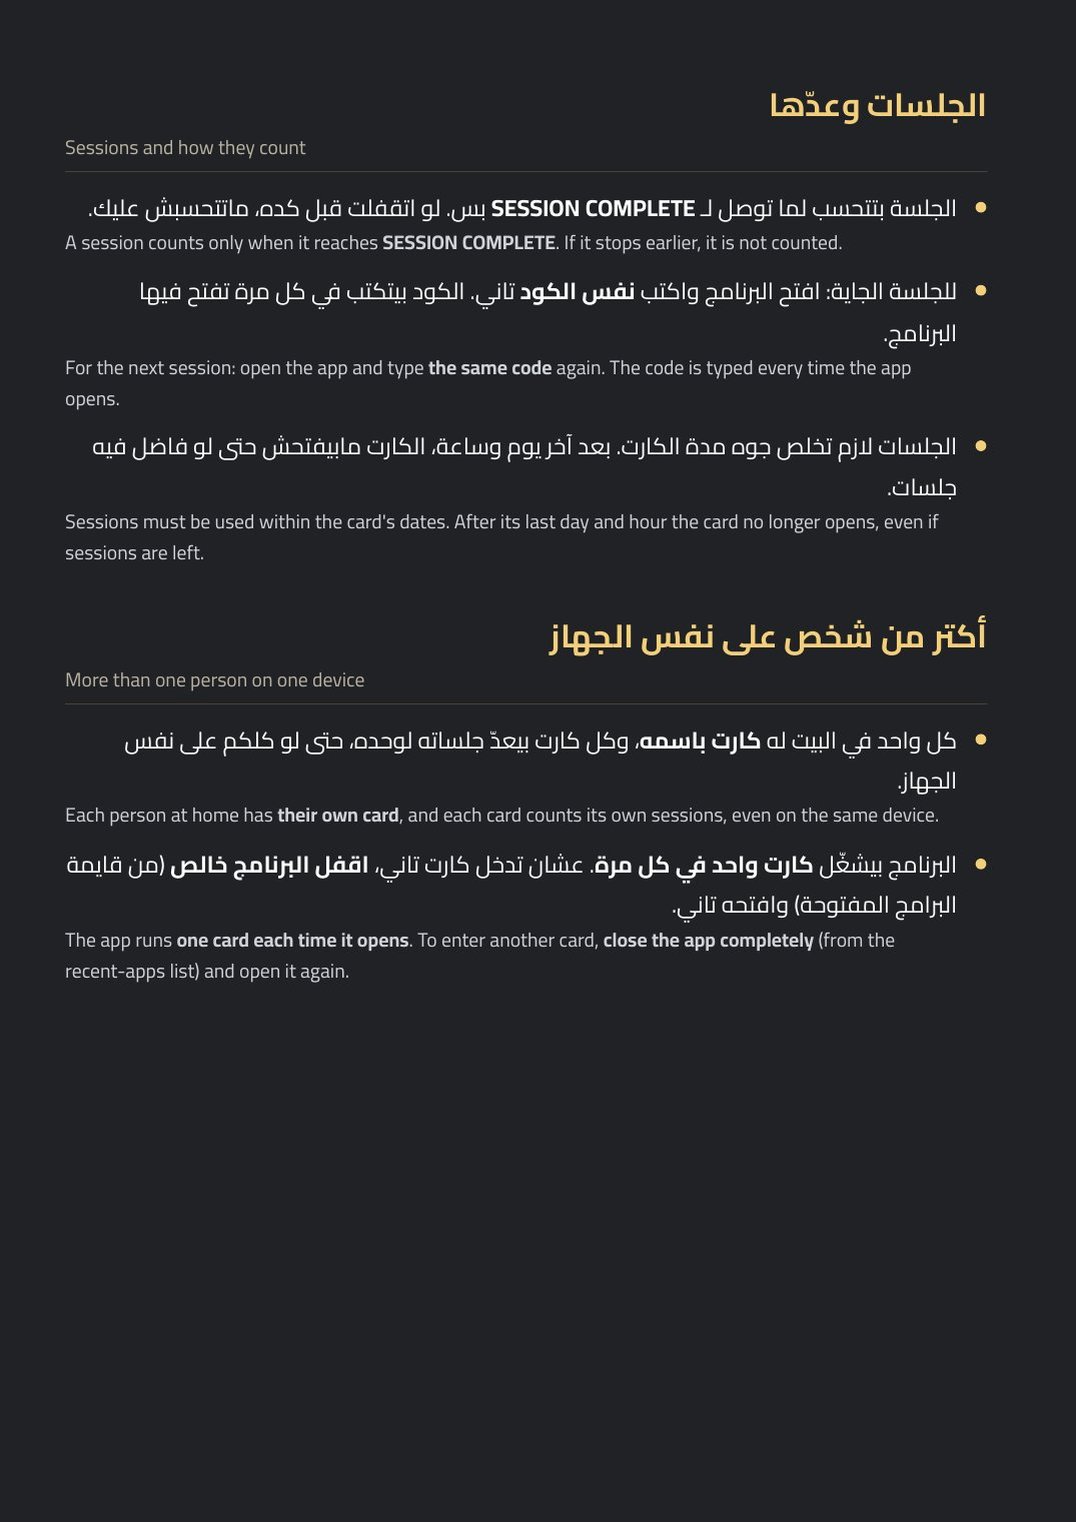 الجلسات وعدّها
Sessions and how they count
الجلسة بتتحسب لما توصل لـ SESSION COMPLETE بس. لو اتقفلت قبل كده، ماتتحسبش عليك.
A session counts only when it reaches SESSION COMPLETE. If it stops earlier, it is not counted.
للجلسة الجاية: افتح البرنامج واكتب نفس الكود تاني. الكود بيتكتب في كل مرة تفتح فيها
البرنامج.
For the next session: open the app and type the same code again. The code is typed every time the app
opens.
الجلسات لازم تخلص جوه مدة الكارت. بعد آخر يوم وساعة، الكارت مابيفتحش حتى لو فاضل فيه
جلسات.
Sessions must be used within the card's dates. After its last day and hour the card no longer opens, even if
sessions are left.
أكتر من شخص على نفس الجهاز
More than one person on one device
كل واحد في البيت له كارت باسمه، وكل كارت بيعدّ جلساته لوحده، حتى لو كلكم على نفس
الجهاز.
Each person at home has their own card, and each card counts its own sessions, even on the same device.
البرنامج بيشغّل كارت واحد في كل مرة. عشان تدخل كارت تاني، اقفل البرنامج خالص (من قايمة
البرامج المفتوحة) وافتحه تاني.
The app runs one card each time it opens. To enter another card, close the app completely (from the
recent-apps list) and open it again.